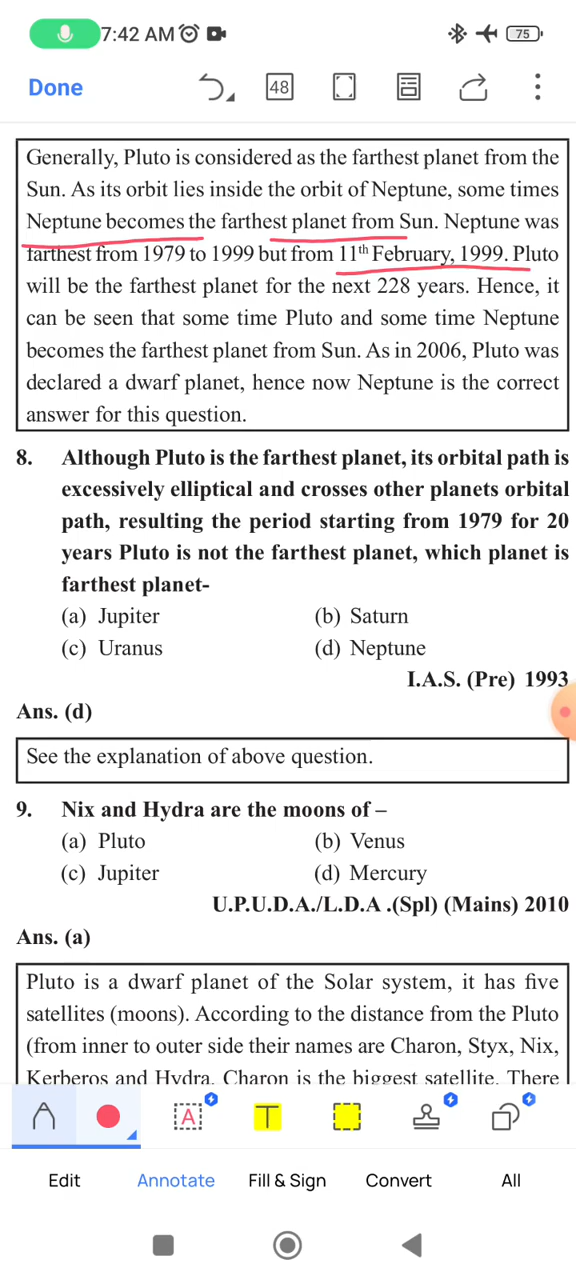 7:42 AM 75
Done 48
Generally, Pluto is considered as the farthest planet from the
Sun. As its orbit lies inside the orbit of Neptune, some times
Neptune becomes the farthest planet from Sun. Neptune was
farthest from 1979 to 1999 but from 11th February, 1999. Pluto
will be the farthest planet for the next 228 years. Hence, it
can be seen that some time Pluto and some time Neptune
becomes the farthest planet from Sun. As in 2006, Pluto was
declared a dwarf planet, hence now Neptune is the correct
answer for this question.
8. Although Pluto is the farthest planet, its orbital path is
excessively elliptical and crosses other planets orbital
path, resulting the period starting from 1979 for 20
years Pluto is not the farthest planet, which planet is
farthest planet-
(a) Jupiter (b) Saturn
(c) Uranus (d) Neptune
I.A.S. (Pre) 1993
Ans. (d)
See the explanation of above question.
9. Nix and Hydra are the moons of –
(a) Pluto (b) Venus
(c) Jupiter (d) Mercury
U.P.U.D.A./L.D.A .(Spl) (Mains) 2010
Ans. (a)
Pluto is a dwarf planet of the Solar system, it has five
satellites (moons). According to the distance from the Pluto
(from inner to outer side their names are Charon, Styx, Nix,
Kerberos and Hydra. Charon is the biggest satellite. There
A T
Edit Annotate Fill & Sign Convert All